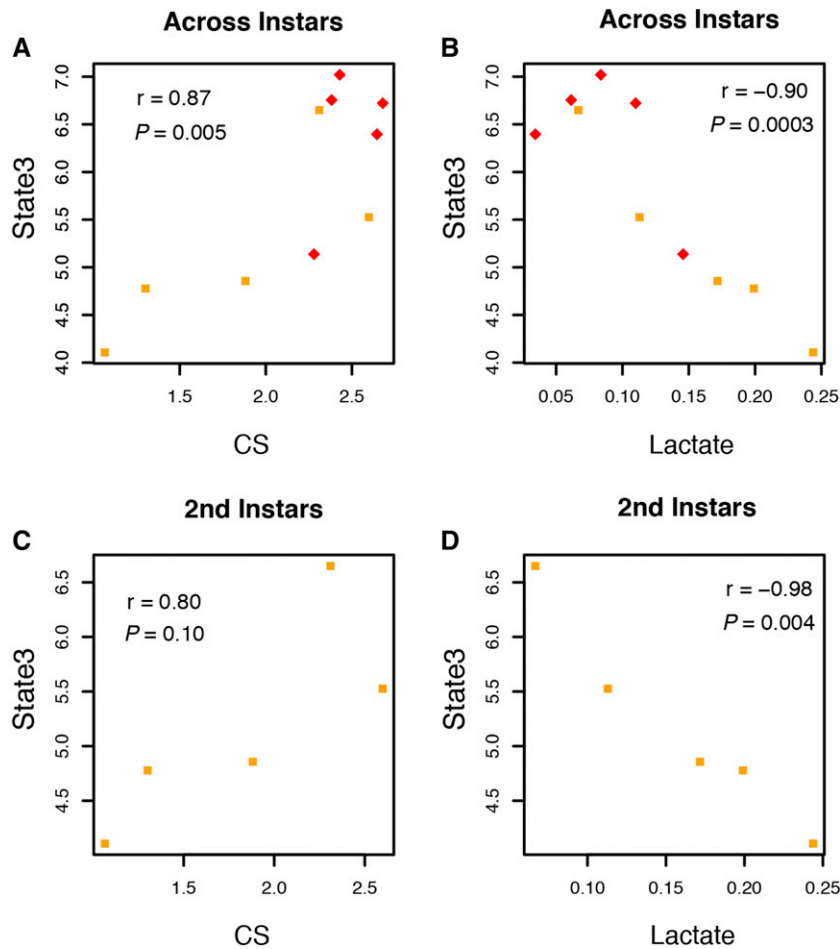 A
Across Instars
r = 0.87
P = 0.005
State3
7.0
6.5
6.0
5.5
5.0
4.5
4.0
1.5
2.0
2.5
CS
B
Across Instars
r = −0.90
P = 0.0003
State3
7.0
6.5
6.0
5.5
5.0
4.5
4.0
0.05
0.10
0.15
0.20
0.25
Lactate
C
2nd Instars
r = 0.80
P = 0.10
State3
6.5
6.0
5.5
5.0
4.5
1.5
2.0
2.5
CS
D
2nd Instars
r = −0.98
P = 0.004
State3
6.5
6.0
5.5
5.0
4.5
0.10
0.15
0.20
0.25
Lactate